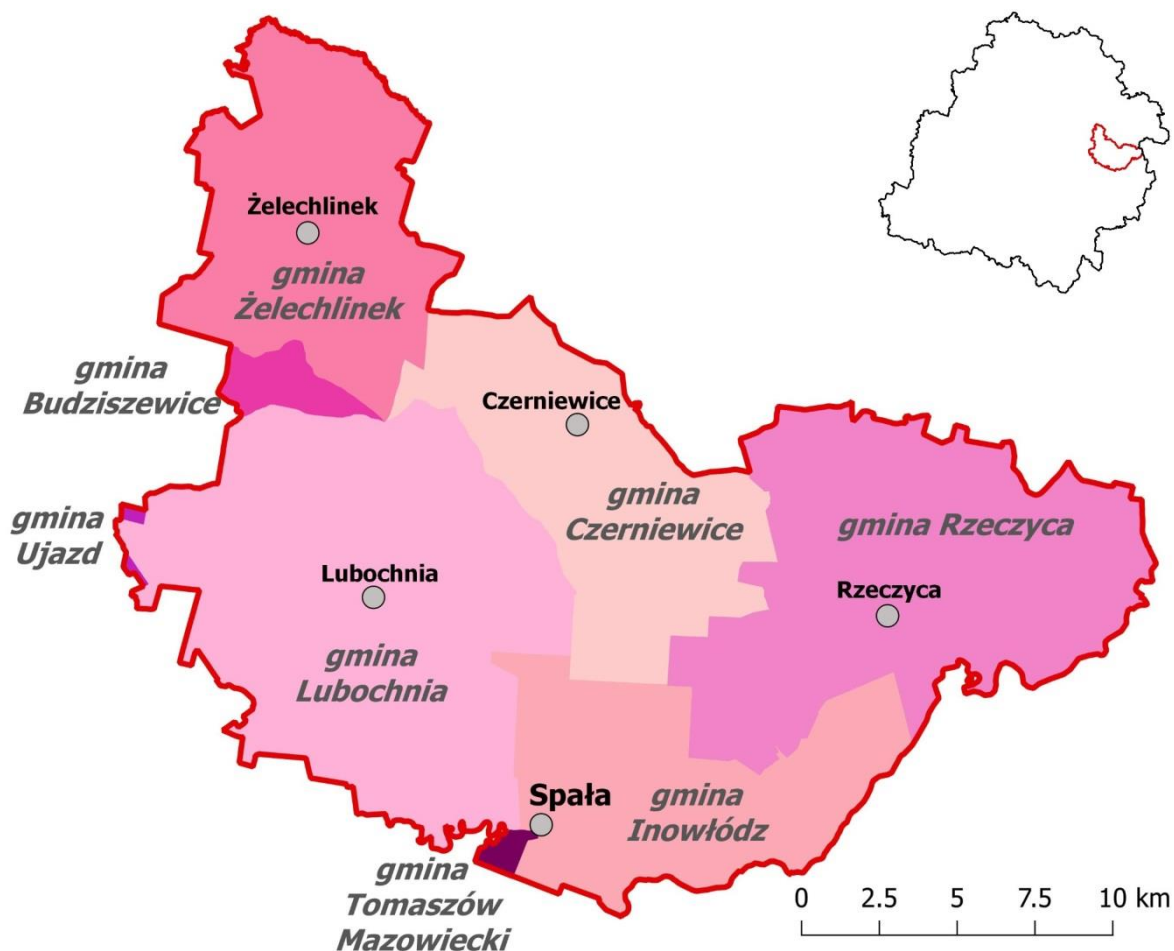 Żelechlinek
gmina
Żelechlinek
gmina
Budziszewice
Czerniewice
gmina
Czerniewice
gmina Rzeczyca
gmina
Ujazd
Lubochnia
Rzeczyca
gmina
Lubochnia
Spała
gmina
Inowłódz
gmina
Tomaszów
Mazowiecki
0 2.5 5 7.5 10 km